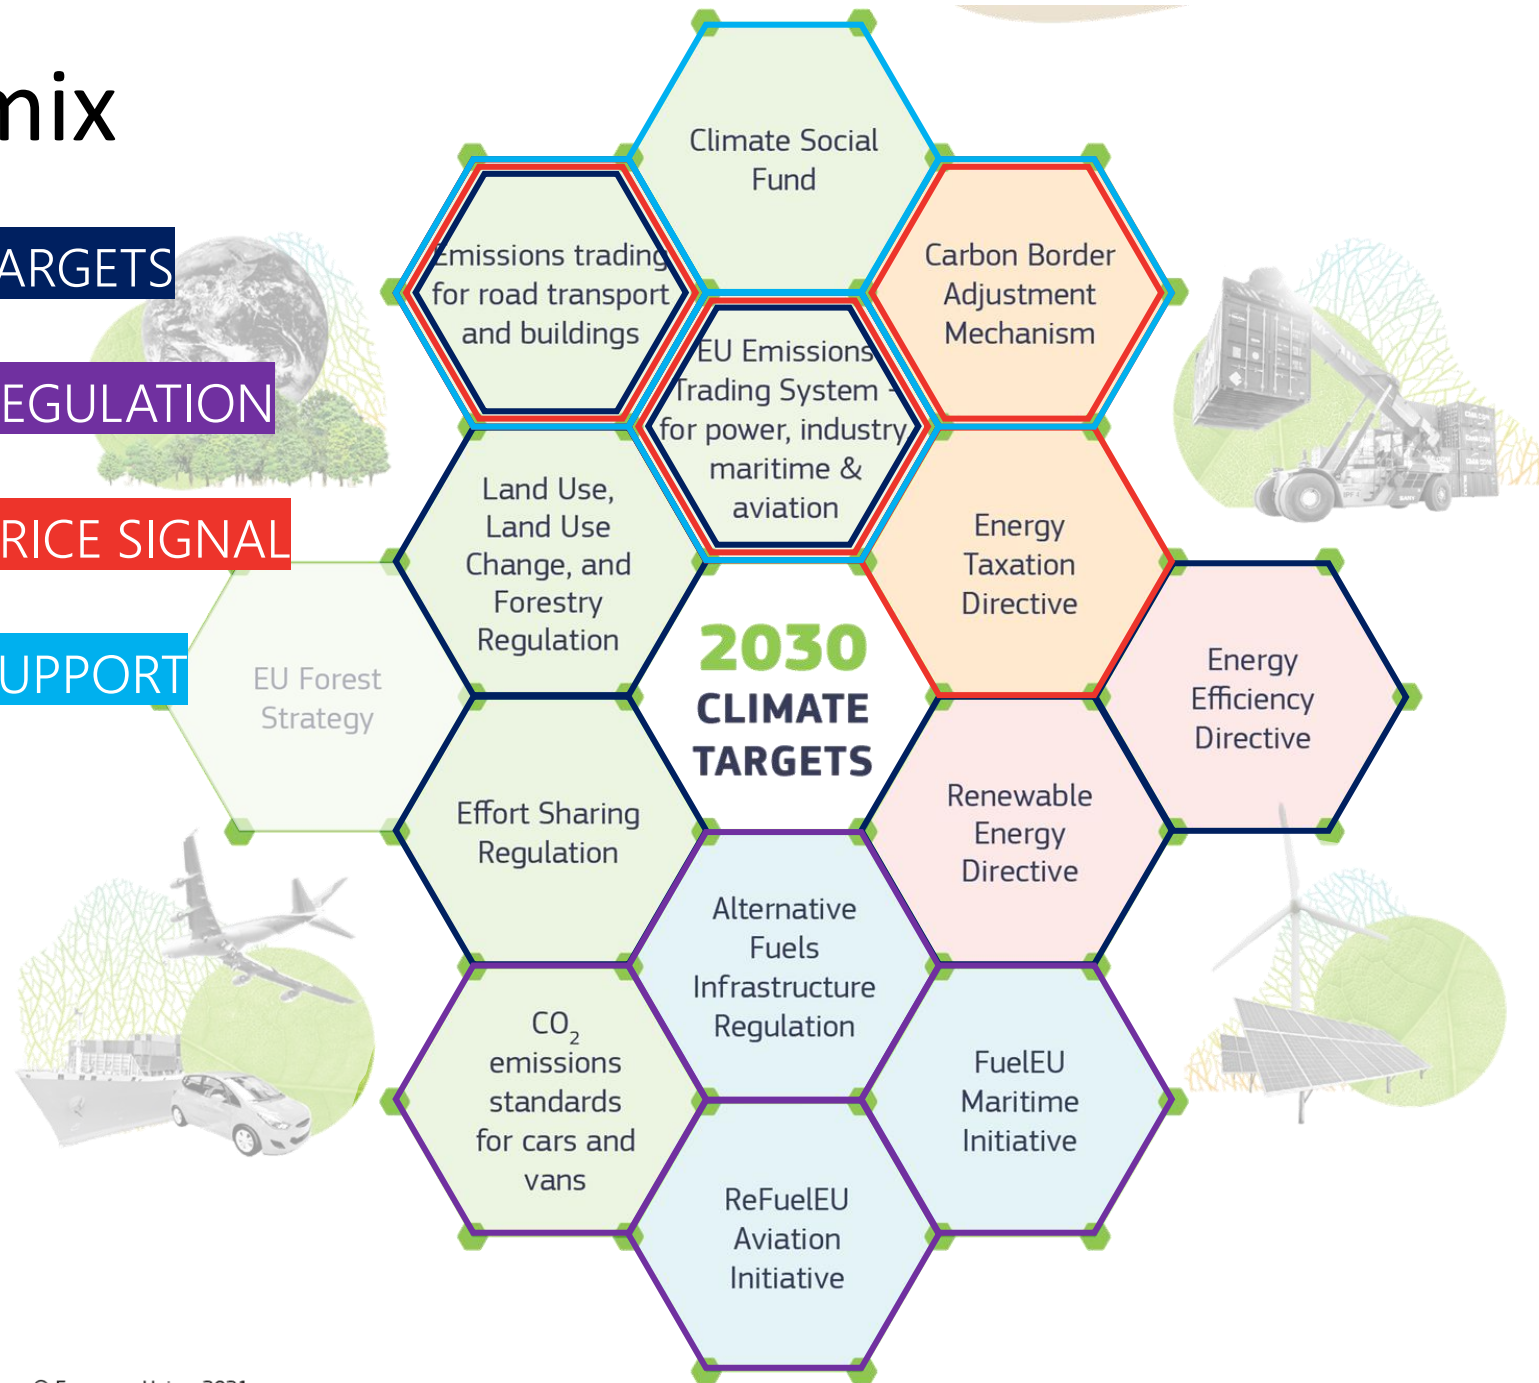 mix
ARGETS
EGULATION
RICE SIGNAL
UPPORT
Climate Social
Fund
Emissions trading
for road transport
and buildings
Carbon Border
Adjustment
Mechanism
EU Emissions
Trading System -
for power, industry,
maritime &
aviation
Land Use,
Land Use
Change, and
Forestry
Regulation
Energy
Taxation
Directive
EU Forest
Strategy
2030
CLIMATE
TARGETS
Energy
Efficiency
Directive
Effort Sharing
Regulation
Renewable
Energy
Directive
Alternative
Fuels
Infrastructure
Regulation
CO₂
emissions
standards
for cars and
vans
FuelEU
Maritime
Initiative
ReFuelEU
Aviation
Initiative